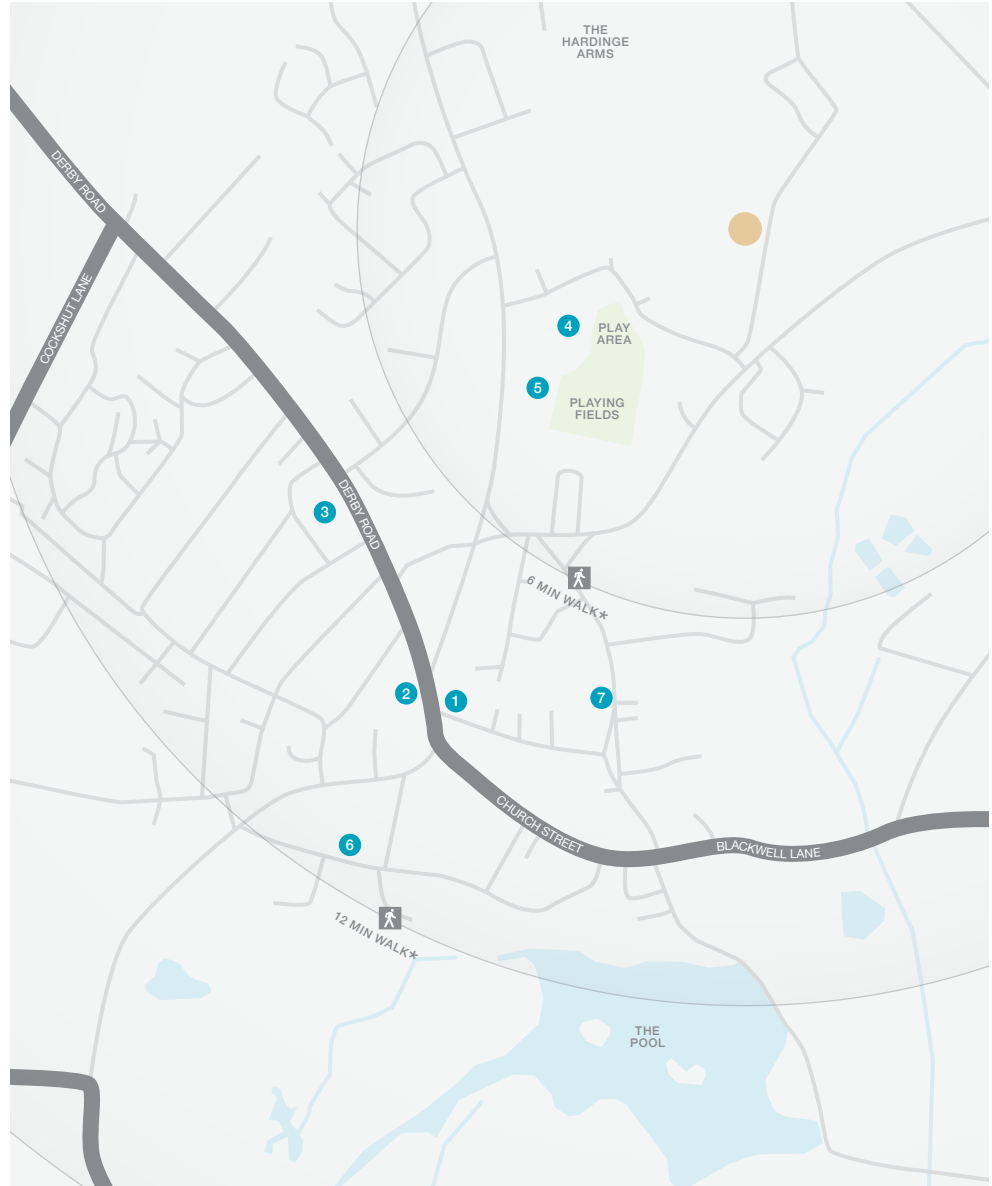 THE
HARDINGE
ARMS
DERBY ROAD
COCKSHUT LANE
4
PLAY
AREA
5
PLAYING
FIELDS
3
DERBY ROAD
6 MIN WALK*
2
1
7
CHURCH STREET
6
BLACKWELL LANE
12 MIN WALK*
THE
POOL